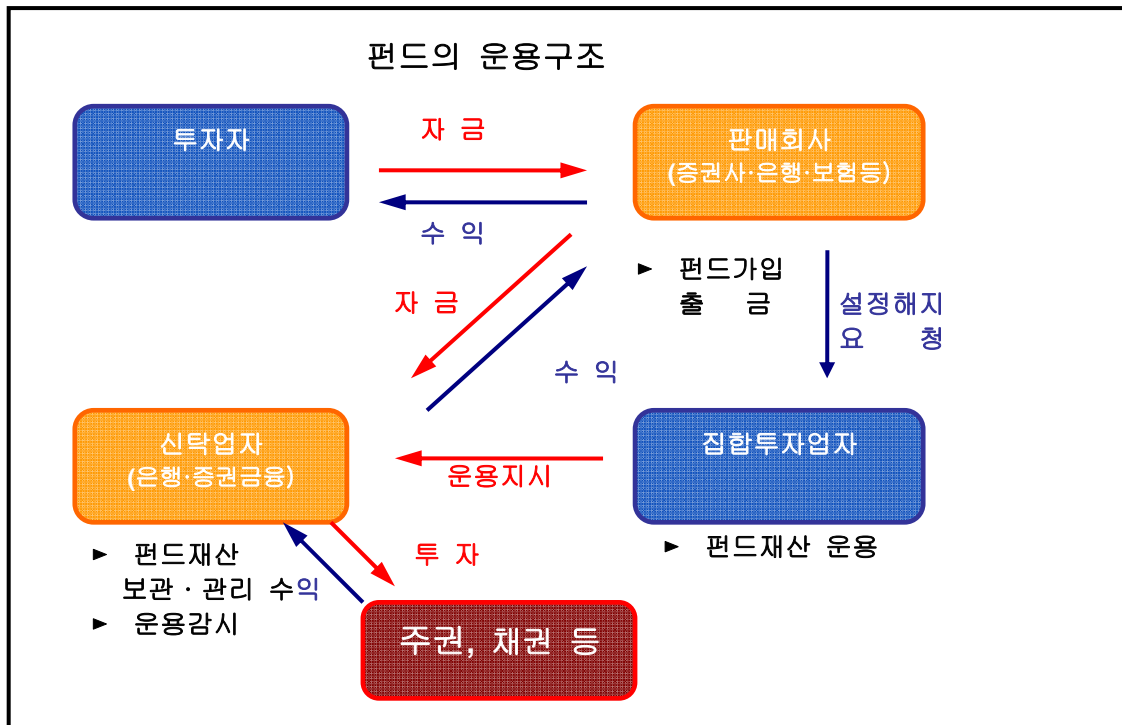 펀드의 운용구조
투자자
자 금
판매회사
(증권사·은행·보험등)
수 익
► 펀드가입
출 금
자 금
설정해지
요 청
수 익
신탁업자
(은행·증권금융)
집합투자업자
운용지시
► 펀드재산
보관 · 관리 수익
► 운용감시
투 자
► 펀드재산 운용
주권, 채권 등